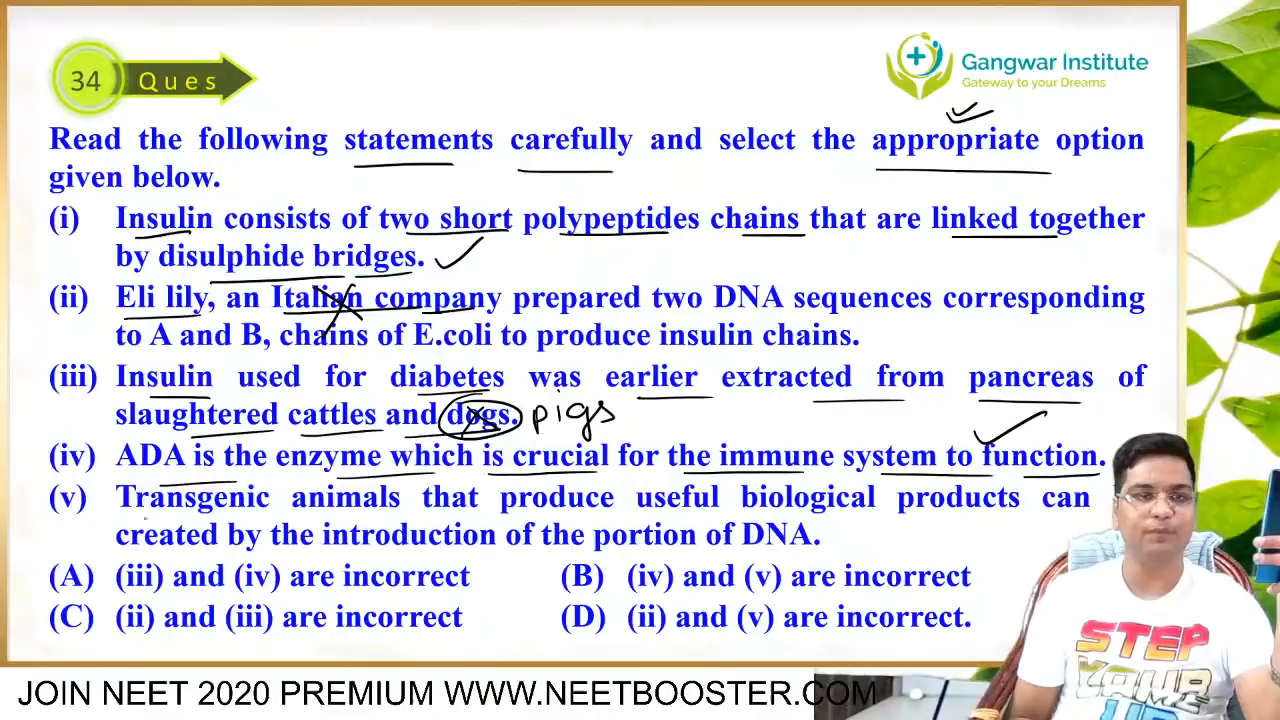 34 Ques
Gangwar Institute
Gateway to your Dreams
Read the following statements carefully and select the appropriate option
given below.
(i) Insulin consists of two short polypeptides chains that are linked together
by disulphide bridges.
(ii) Eli lily, an Italian company prepared two DNA sequences corresponding
to A and B, chains of E.coli to produce insulin chains.
(iii) Insulin used for diabetes was earlier extracted from pancreas of
slaughtered cattles and dogs. pigs
(iv) ADA is the enzyme which is crucial for the immune system to function.
(v) Transgenic animals that produce useful biological products can
created by the introduction of the portion of DNA.
(A) (iii) and (iv) are incorrect (B) (iv) and (v) are incorrect
(C) (ii) and (iii) are incorrect (D) (ii) and (v) are incorrect.
STEP
YOUR
UP
JOIN NEET 2020 PREMIUM WWW.NEETBOOSTER.COM